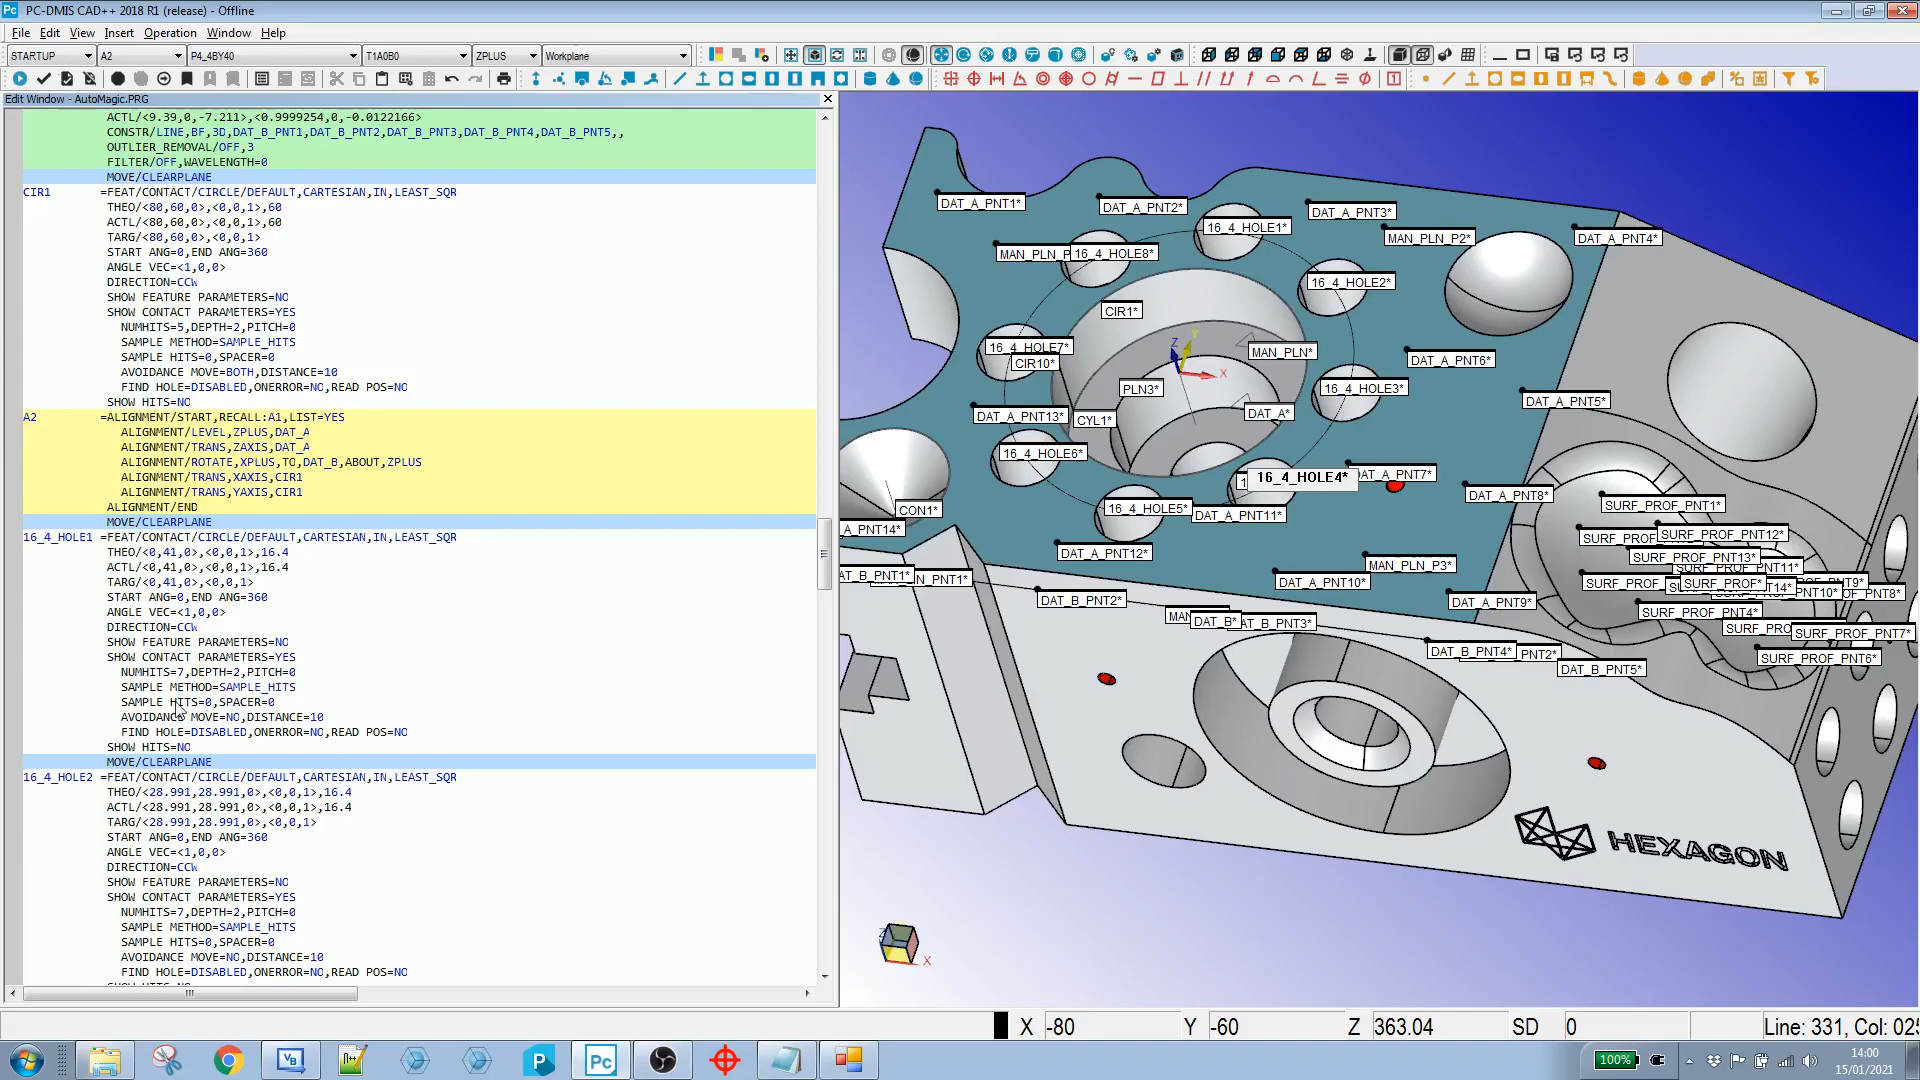 PC-DMIS CAD++ 2018 R1 (release) - Offline
File Edit View Insert Operation Window Help
STARTUP A2 P4_4BY40 T1A0B0 ZPLUS Workplane
Edit Window - AutoMagic.PRG
ACTL/<9.39,0,-7.211>,<0.9999254,0,-0.0122166>
CONSTR/LINE,BF,3D,DAT_B_PNT1,DAT_B_PNT2,DAT_B_PNT3,DAT_B_PNT4,DAT_B_PNT5,,
OUTLIER_REMOVAL/OFF,3
FILTER/OFF,WAVELENGTH=0
MOVE/CLEARPLANE
CIR1 =FEAT/CONTACT/CIRCLE/DEFAULT,CARTESIAN,IN,LEAST_SQR
THEO/<80,60,0>,<0,0,1>,60
ACTL/<80,60,0>,<0,0,1>,60
TARG/<80,60,0>,<0,0,1>
START ANG=0,END ANG=360
ANGLE VEC=<1,0,0>
DIRECTION=CCW
SHOW FEATURE PARAMETERS=NO
SHOW CONTACT PARAMETERS=YES
NUMHITS=5,DEPTH=2,PITCH=0
SAMPLE METHOD=SAMPLE_HITS
SAMPLE HITS=0,SPACER=0
AVOIDANCE MOVE=BOTH,DISTANCE=10
FIND HOLE=DISABLED,ONERROR=NO,READ POS=NO
SHOW HITS=NO
A2 =ALIGNMENT/START,RECALL:A1,LIST=YES
ALIGNMENT/LEVEL,ZPLUS,DAT_A
ALIGNMENT/TRANS,ZAXIS,DAT_A
ALIGNMENT/ROTATE,XPLUS,TO,DAT_B,ABOUT,ZPLUS
ALIGNMENT/TRANS,XAXIS,CIR1
ALIGNMENT/TRANS,YAXIS,CIR1
ALIGNMENT/END
MOVE/CLEARPLANE
16_4_HOLE1 =FEAT/CONTACT/CIRCLE/DEFAULT,CARTESIAN,IN,LEAST_SQR
THEO/<0,41,0>,<0,0,1>,16.4
ACTL/<0,41,0>,<0,0,1>,16.4
TARG/<0,41,0>,<0,0,1>
START ANG=0,END ANG=360
ANGLE VEC=<1,0,0>
DIRECTION=CCW
SHOW FEATURE PARAMETERS=NO
SHOW CONTACT PARAMETERS=YES
NUMHITS=7,DEPTH=2,PITCH=0
SAMPLE METHOD=SAMPLE_HITS
SAMPLE HITS=0,SPACER=0
AVOIDANCE MOVE=NO,DISTANCE=10
FIND HOLE=DISABLED,ONERROR=NO,READ POS=NO
SHOW HITS=NO
MOVE/CLEARPLANE
16_4_HOLE2 =FEAT/CONTACT/CIRCLE/DEFAULT,CARTESIAN,IN,LEAST_SQR
THEO/<28.991,28.991,0>,<0,0,1>,16.4
ACTL/<28.991,28.991,0>,<0,0,1>,16.4
TARG/<28.991,28.991,0>,<0,0,1>
START ANG=0,END ANG=360
ANGLE VEC=<1,0,0>
DIRECTION=CCW
SHOW FEATURE PARAMETERS=NO
SHOW CONTACT PARAMETERS=YES
NUMHITS=7,DEPTH=2,PITCH=0
SAMPLE METHOD=SAMPLE_HITS
SAMPLE HITS=0,SPACER=0
AVOIDANCE MOVE=NO,DISTANCE=10
FIND HOLE=DISABLED,ONERROR=NO,READ POS=NO
DAT_A_PNT1*
DAT_A_PNT2*
DAT_A_PNT3*
16_4_HOLE1*
MAN_PLN_P2*
DAT_A_PNT4*
MAN_PLN_P
16_4_HOLE8*
16_4_HOLE2*
CIR1*
16_4_HOLE7*
MAN_PLN*
CIR10*
DAT_A_PNT6*
PLN3*
16_4_HOLE3*
DAT_A_PNT5*
DAT_A_PNT13*
CYL1*
DAT_A*
16_4_HOLE6*
16_4_HOLE4*
DAT_A_PNT7*
DAT_A_PNT8*
CON1*
16_4_HOLE5*
DAT_A_PNT11*
SURF_PROF_PNT1*
A_PNT14*
SURF_PROF
SURF_PROF_PNT12*
DAT_A_PNT12*
MAN_PLN_P3*
SURF_PROF_PNT13*
PNT11*
AT_B_PNT1*
N_PNT1*
DAT_A_PNT10*
SURF_PROF
SURF_PROF*
T14*
ROF_PNT9*
DAT_B_PNT2*
DAT_A_PNT9*
PNT10*
PNT8*
MAN
DAT_B*
AT_B_PNT3*
SURF_PROF_PNT4*
SURF_PRO
SURF_PROF_PNT7*
DAT_B_PNT4*
PNT2*
DAT_B_PNT5*
SURF_PROF_PNT6*
HEXAGON
Z Y X
X
X -80 Y -60 Z 363.04 SD 0 Line: 331, Col: 025
100% 14:00
15/01/2021